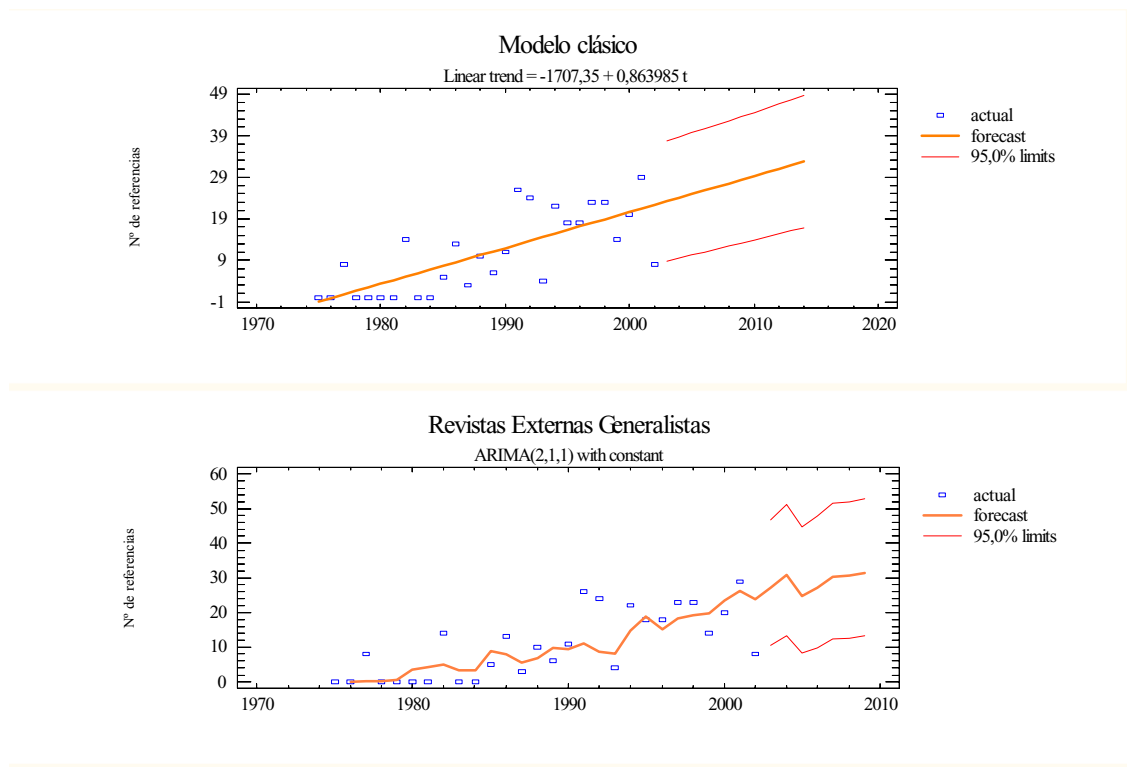 Modelo clásico
Linear trend = -1707,35 + 0,863985 t
Nº de referencias
49
39
29
19
9
-1
1970 1980 1990 2000 2010 2020
actual
forecast
95,0% limits
Revistas Externas Generalistas
ARIMA(2,1,1) with constant
Nº de referencias
60
50
40
30
20
10
0
1970 1980 1990 2000 2010
actual
forecast
95,0% limits